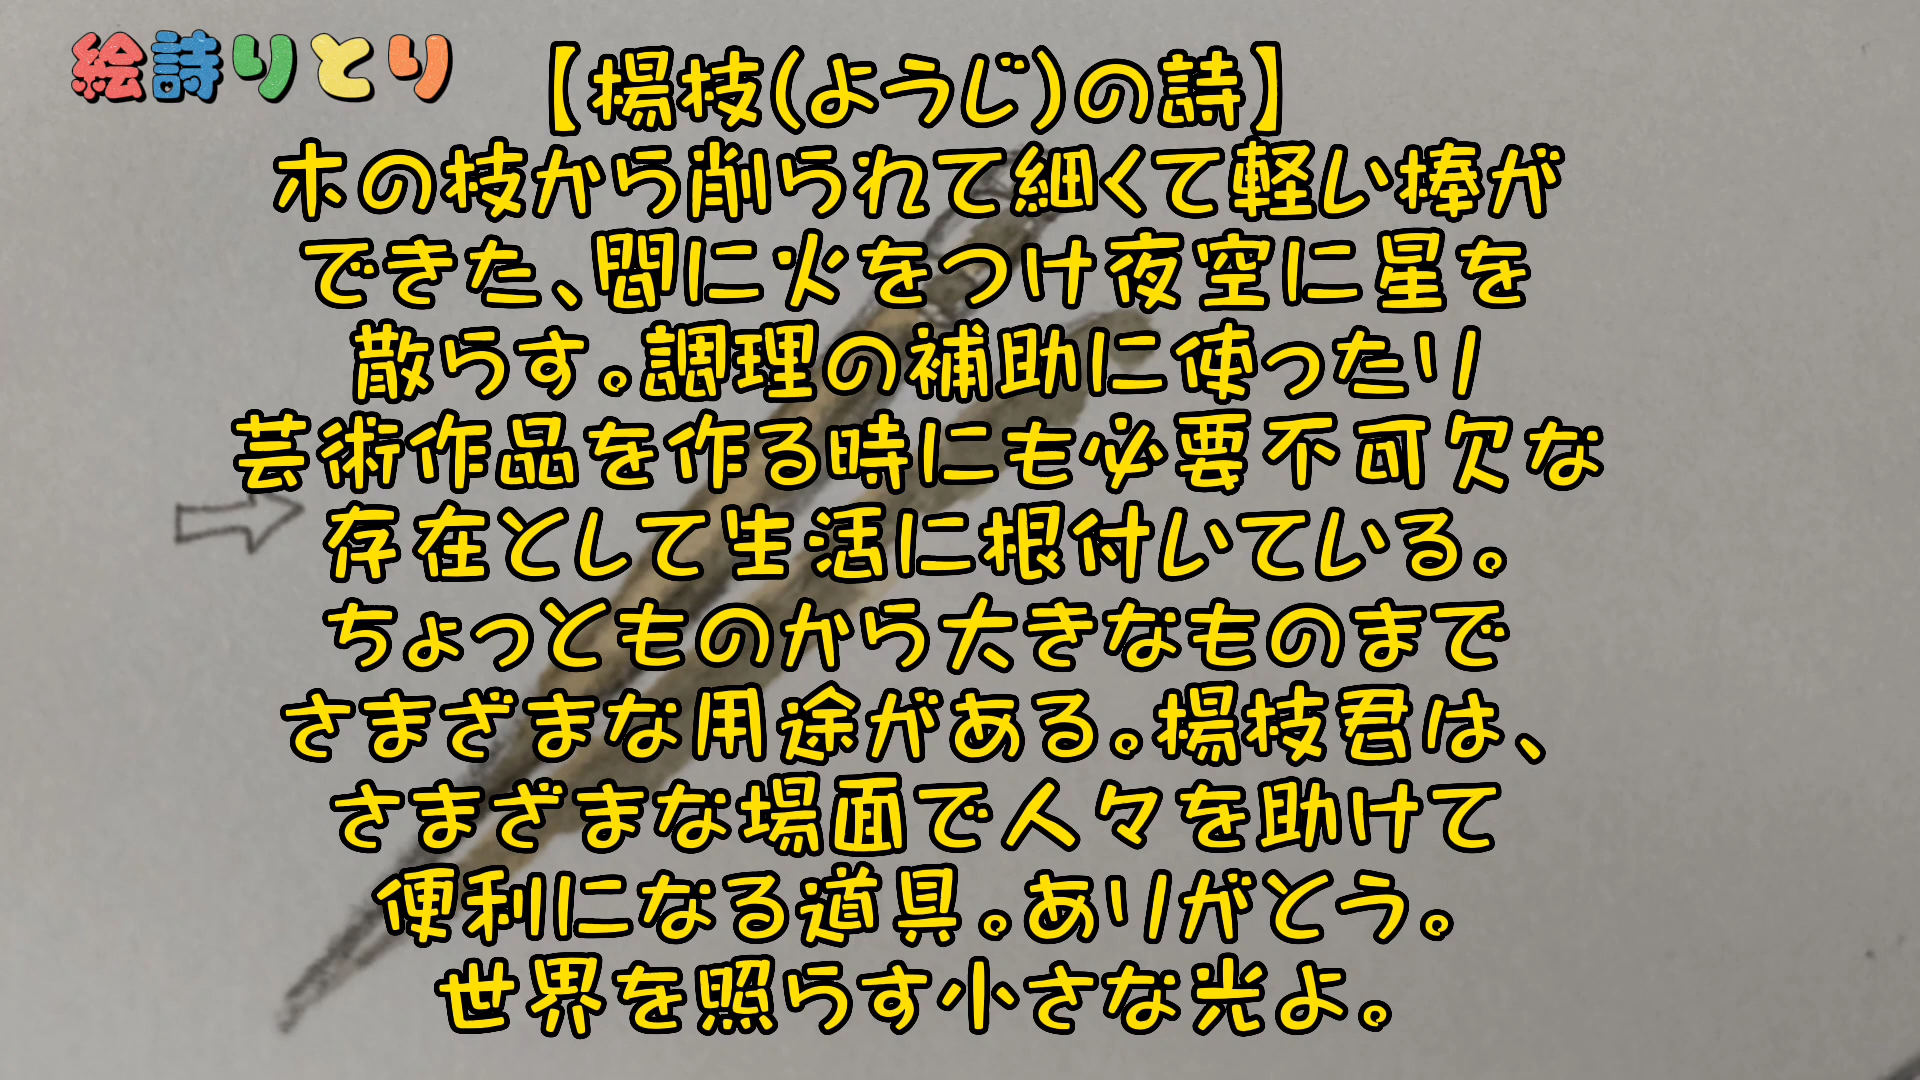 絵詩りとり
【楊枝(ようじ)の詩】
木の枝から削られて細くて軽い棒が
できた、間に火をつけ夜空に星を
散らす。調理の補助に使ったり
芸術作品を作る時にも必要不可欠な
存在として生活に根付いている。
ちょっとものから大きなものまで
さまざまな用途がある。楊枝君は、
さまざまな場面で人々を助けて
便利になる道具。ありがとう。
世界を照らす小さな光よ。